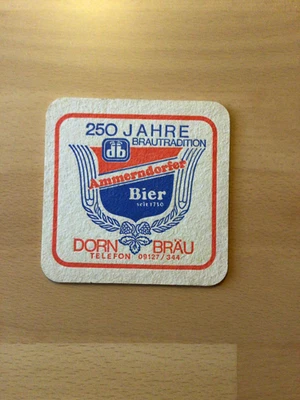 250 JAHRE
BRAUTRADITION
db
Ammerndorfer
Bier
seit 1730
DORN BRÄU
TELEFON 09127/344